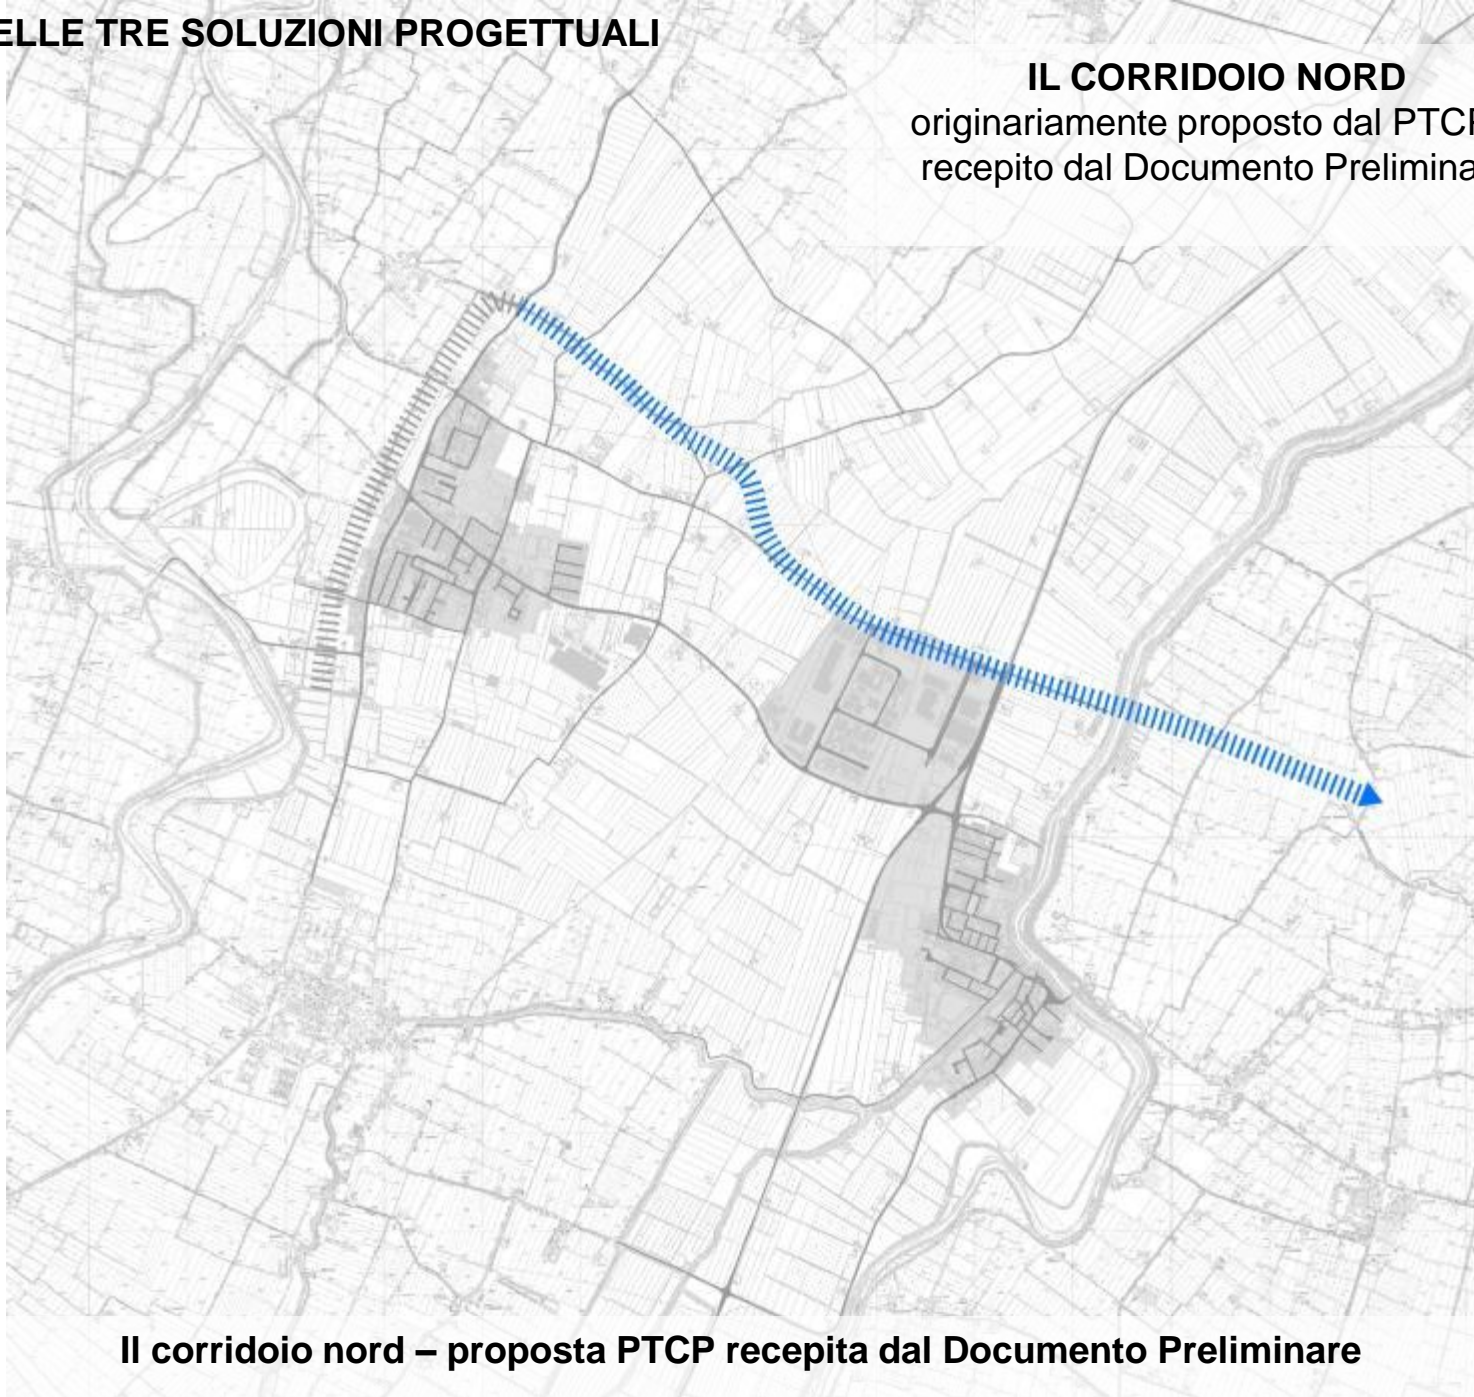 ELLE TRE SOLUZIONI PROGETTUALI
IL CORRIDOIO NORD
originariamente proposto dal PTCP
recepito dal Documento Prelimina
Il corridoio nord – proposta PTCP recepita dal Documento Preliminare